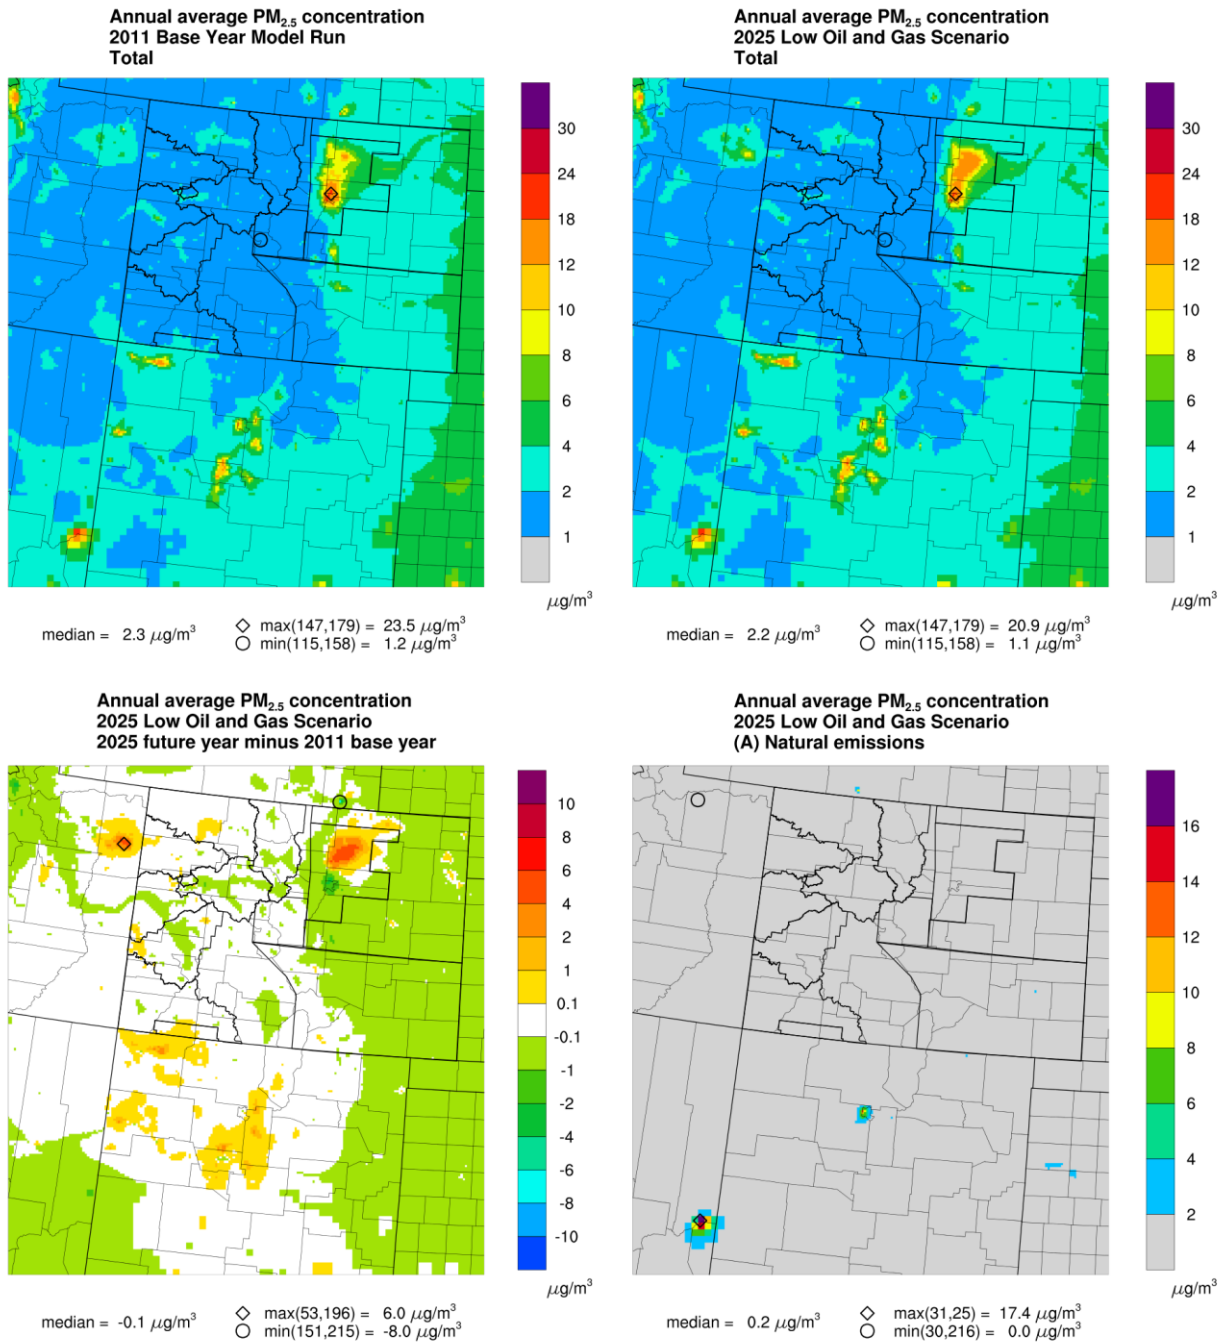 Annual average PM2.5 concentration
2011 Base Year Model Run
Total
30
24
18
12
10
8
6
4
2
1
μg/m3
median = 2.3 μg/m3
max(147,179) = 23.5 μg/m3
min(115,158) = 1.2 μg/m3
Annual average PM2.5 concentration
2025 Low Oil and Gas Scenario
Total
30
24
18
12
10
8
6
4
2
1
μg/m3
median = 2.2 μg/m3
max(147,179) = 20.9 μg/m3
min(115,158) = 1.1 μg/m3
Annual average PM2.5 concentration
2025 Low Oil and Gas Scenario
2025 future year minus 2011 base year
10
8
6
4
2
1
0.1
-0.1
-1
-2
-4
-6
-8
-10
μg/m3
median = -0.1 μg/m3
max(53,196) = 6.0 μg/m3
min(151,215) = -8.0 μg/m3
Annual average PM2.5 concentration
2025 Low Oil and Gas Scenario
(A) Natural emissions
16
14
12
10
8
6
4
2
μg/m3
median = 0.2 μg/m3
max(31,25) = 17.4 μg/m3
min(30,216) = 0.0 μg/m3